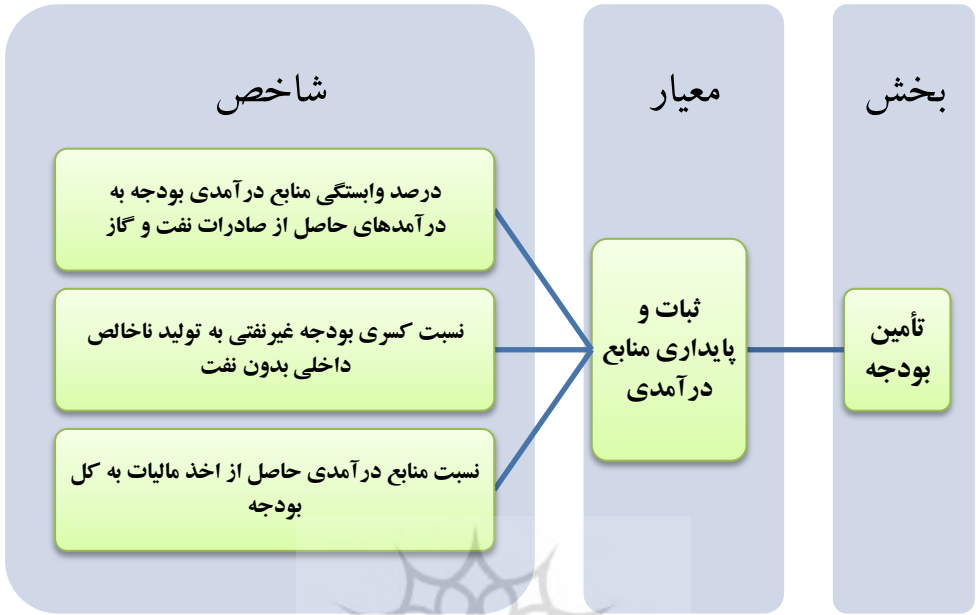 بخش
معیار
شاخص
تأمین
بودجه
ثبات و
پایداری منابع
درآمدی
درصد وابستگی منابع درآمدی بودجه به
درآمدهای حاصل از صادرات نفت و گاز
نسبت کسری بودجه غیرنفتی به تولید ناخالص
داخلی بدون نفت
نسبت منابع درآمدی حاصل از اخذ مالیات به کل
بودجه